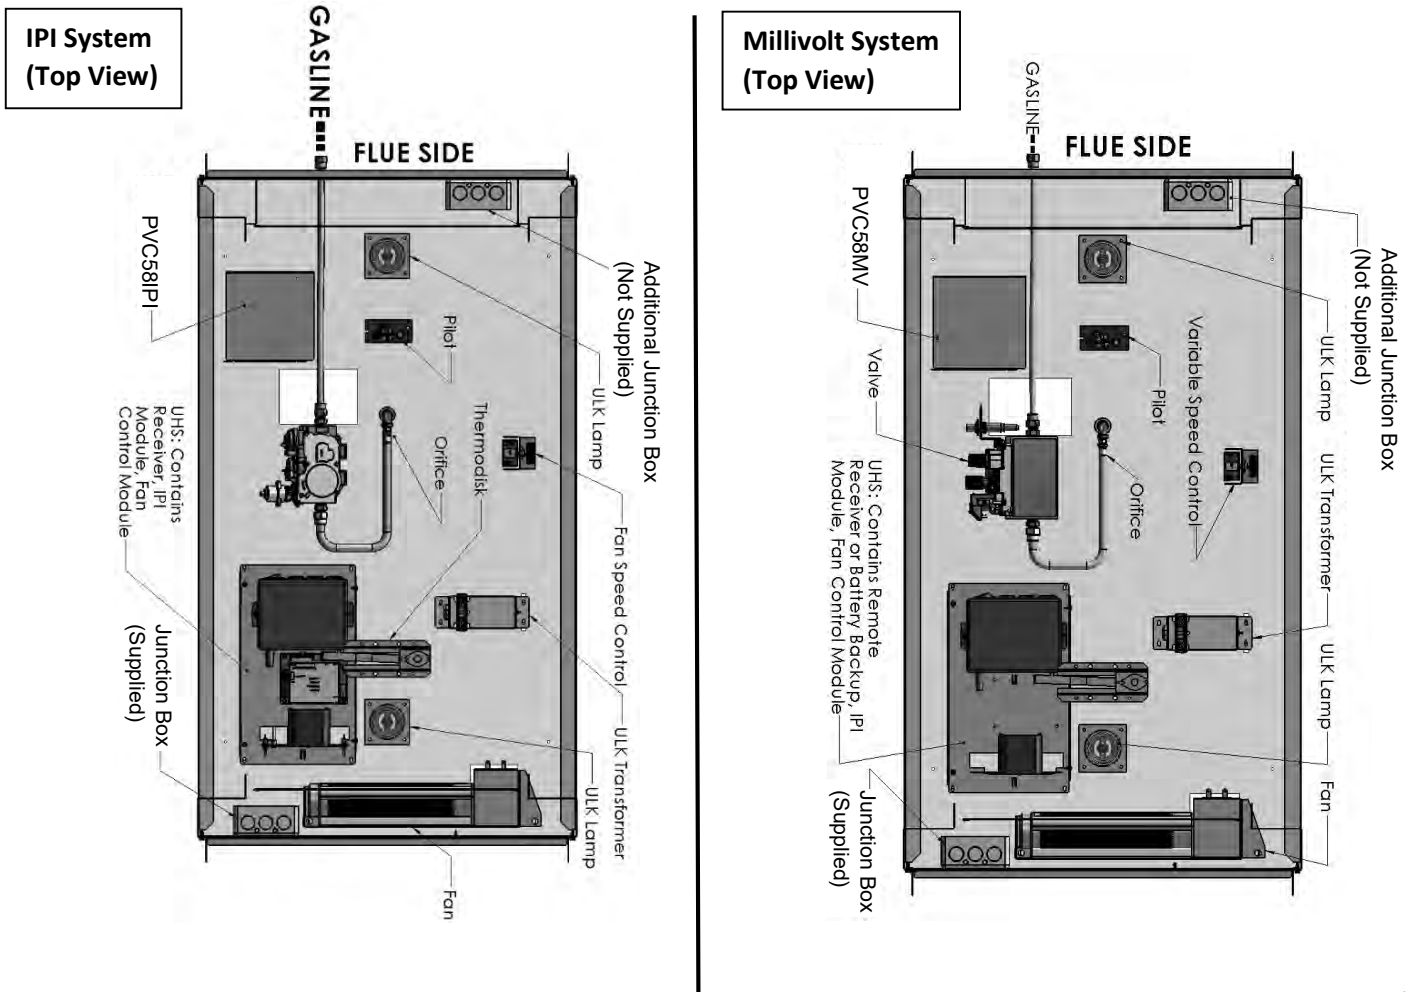 IPI System
(Top View)
GASLINE
FLUE SIDE
PVC58IPI
Additional Junction Box
(Not Supplied)
Pilot
ULK Lamp
Thermodisk
Orifice
UHS: Contains
Receiver, IPI
Module, Fan
Control Module
Fan Speed Control
Junction Box
(Supplied)
ULK Transformer
ULK Lamp
Fan
Millivolt System
(Top View)
GASLINE
FLUE SIDE
PVC58MV
Additional Junction Box
(Not Supplied)
Variable Speed Control
ULK Lamp
Valve
Pilot
Orifice
ULK Transformer
UHS: Contains Remote
Receiver or Battery Backup, IPI
Module, Fan Control Module
ULK Lamp
Junction Box
(Supplied)
Fan